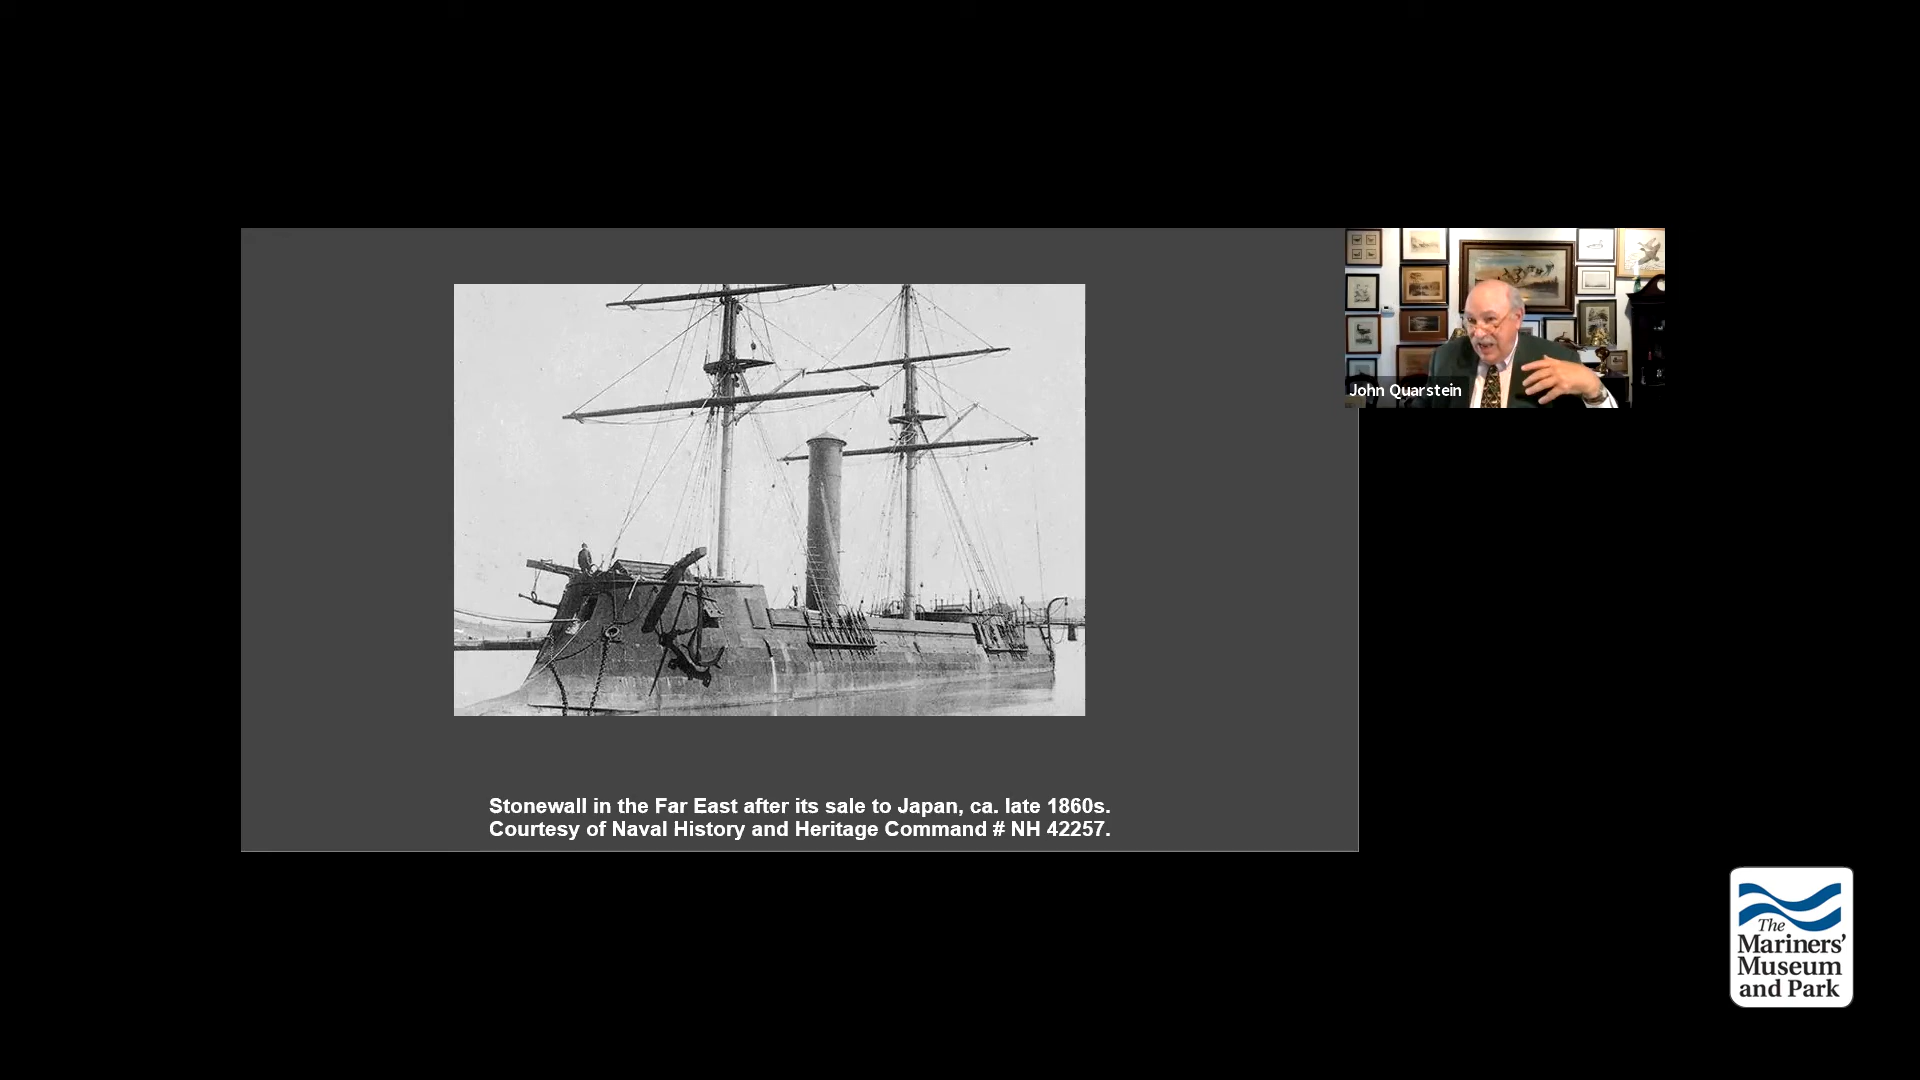 John Quarstein
Stonewall in the Far East after its sale to Japan, ca. late 1860s.
Courtesy of Naval History and Heritage Command # NH 42257.
The
Mariners'
Museum
and Park